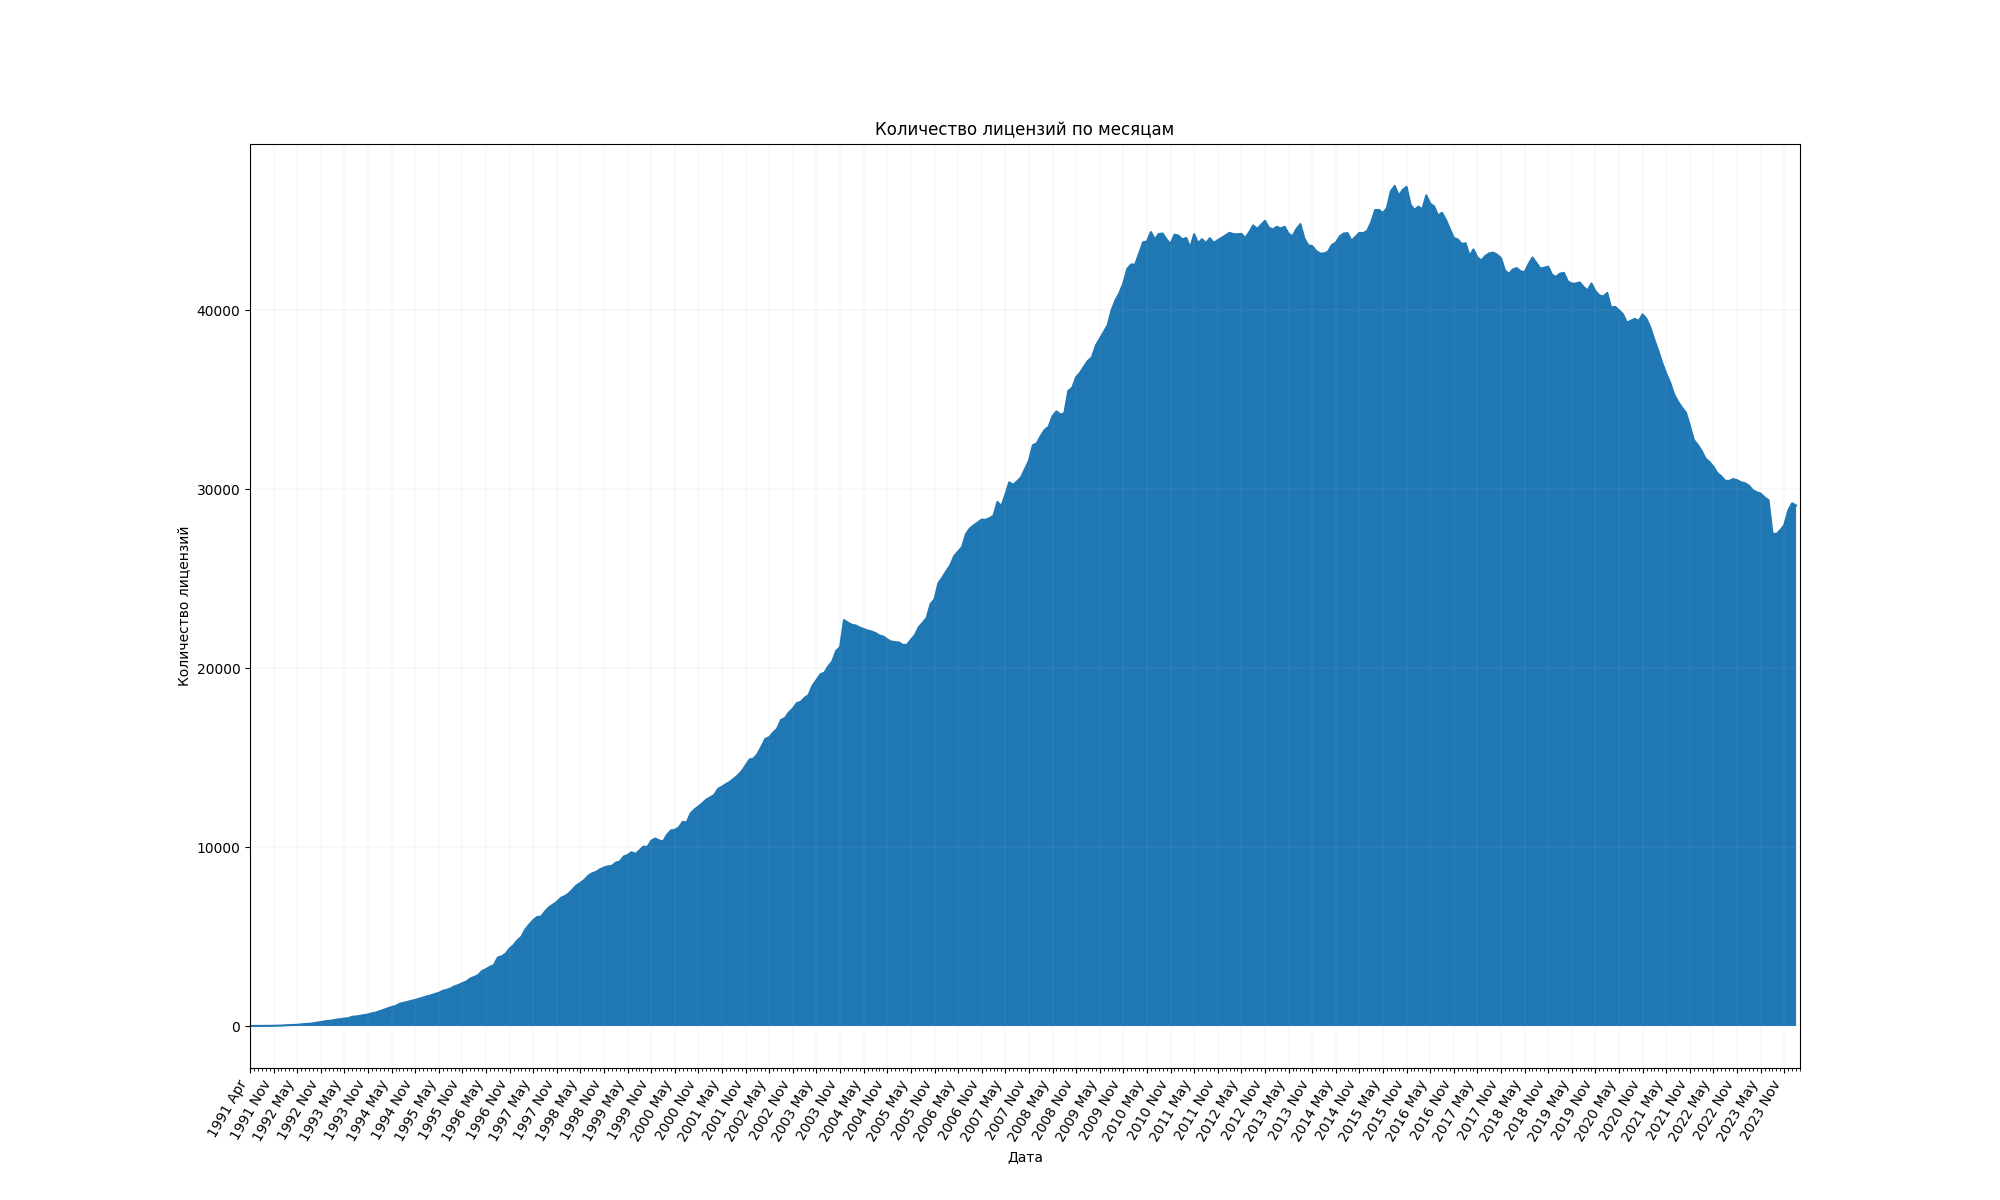 Количество лицензий по месяцам
Количество лицензий
40000
30000
20000
10000
0
1991 Apr
1991 Nov
1992 May
1992 Nov
1993 May
1993 Nov
1994 May
1994 Nov
1995 May
1995 Nov
1996 May
1996 Nov
1997 May
1997 Nov
1998 May
1998 Nov
1999 May
1999 Nov
2000 May
2000 Nov
2001 May
2001 Nov
2002 May
2002 Nov
2003 May
2003 Nov
2004 May
2004 Nov
2005 May
2005 Nov
2006 May
2006 Nov
2007 May
2007 Nov
2008 May
2008 Nov
2009 May
2009 Nov
2010 May
2010 Nov
2011 May
2011 Nov
2012 May
2012 Nov
2013 May
2013 Nov
2014 May
2014 Nov
2015 May
2015 Nov
2016 May
2016 Nov
2017 May
2017 Nov
2018 May
2018 Nov
2019 May
2019 Nov
2020 May
2020 Nov
2021 May
2021 Nov
2022 May
2022 Nov
2023 May
2023 Nov
Дата